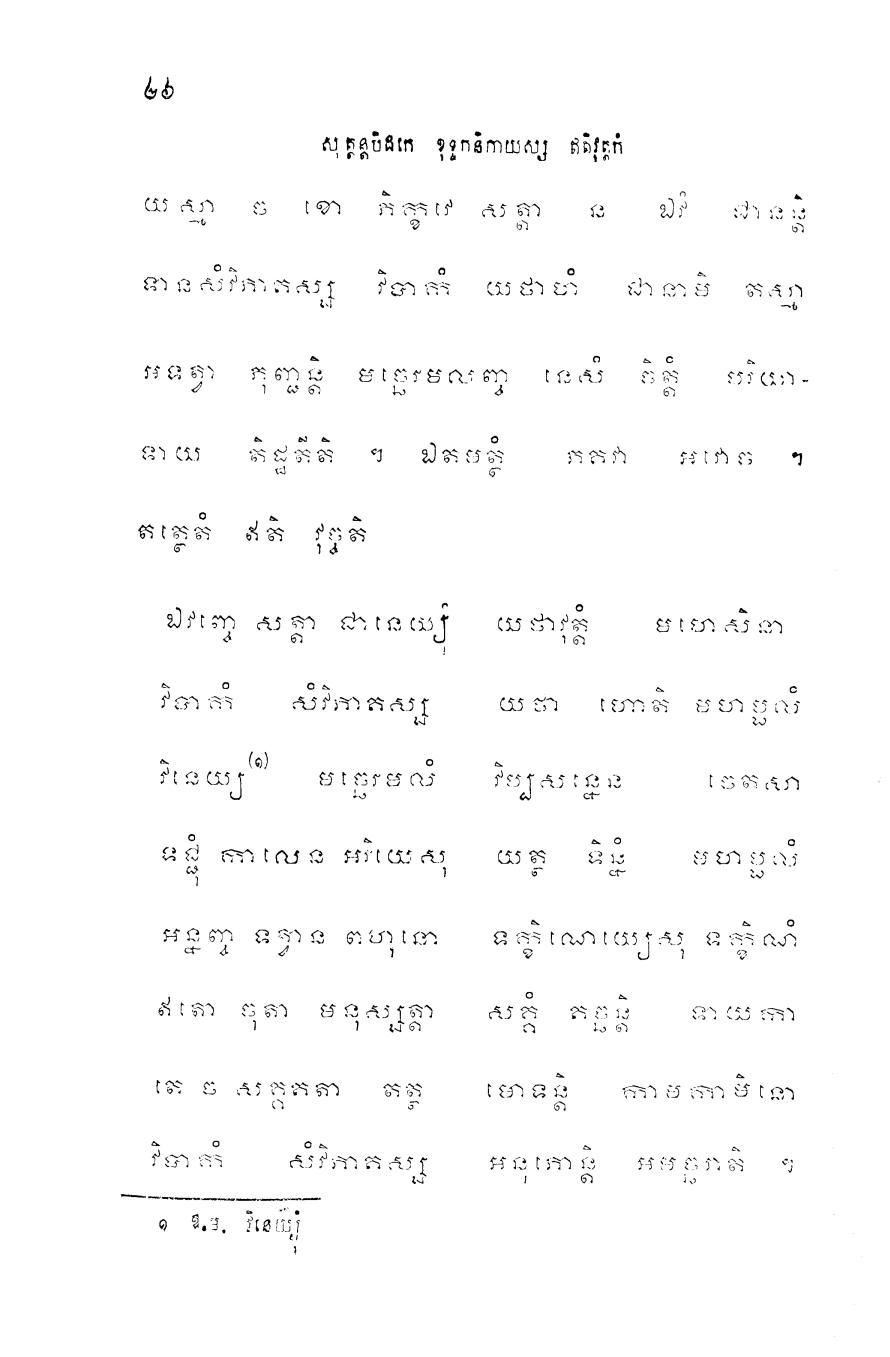 ៤៦
សុត្តន្តបិដកេ ខុទ្ទកនិកាយស្ស ឥតិវុត្តកំ
យស្មា ច ខោ ភិក្ខវេ សត្តា ន ឯវំ ជានន្តិ
ទានសំវិភាគស្ស វិបាកំ យថាហំ ជានាមិ តស្មា
អទត្វា ភុញ្ជន្តិ មច្ឆេរមលញ្ច នេសំ ចិត្តំ បរិយា-
ទាយ តិដ្ឋតីតិ ។ ឯតមត្ថំ ភគវា អវោច ។
តត្ថេតំ ឥតិ វុច្ចតិ
ឯវញ្ចេ សត្តា ជានេយ្យុំ យថាវុត្តំ មហេសិនា
វិបាកំ សំវិភាគស្ស យថា ហោតិ មហប្ផលំ
វិនេយ្យ(១) មច្ឆេរមលំ វិប្បសន្នេន ចេតសា
ទជ្ជុំ កាលេន អរិយេសុ យត្ថ ទិន្នំ មហប្ផលំ
អន្នញ្ច ទត្វាន ពហុនោ ទក្ខិណេយ្យេសុ ទក្ខិណំ
ឥតោ ចុតា មនុស្សត្តា សគ្គំ គច្ឆន្តិ ទាយកា
តេ ច សគ្គគតា តត្ថ មោទន្តិ កាមកាមិនោ
វិបាកំ សំវិភាគស្ស អនុភោន្តិ អមច្ឆរាតិ ។
១ ឱ.ម. វិនេយ្យុំ